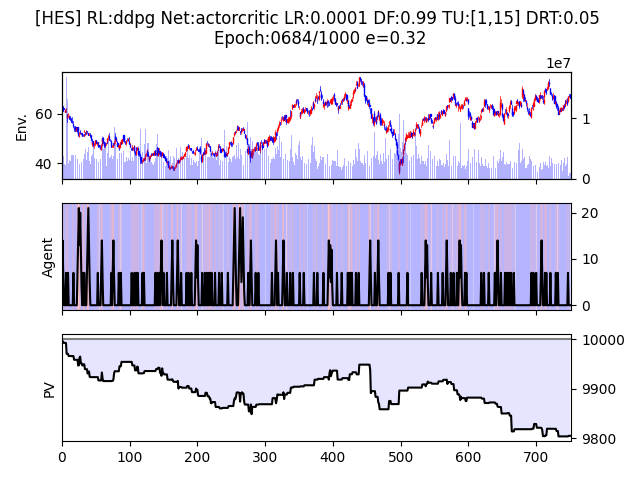 [HES] RL:ddpg Net:actorcritic LR:0.0001 DF:0.99 TU:[1,15] DRT:0.05
Epoch:0684/1000 e=0.32
1e7
Env.
60
40
1
0
Agent
20
10
0
PV
10000
9900
9800
0 100 200 300 400 500 600 700